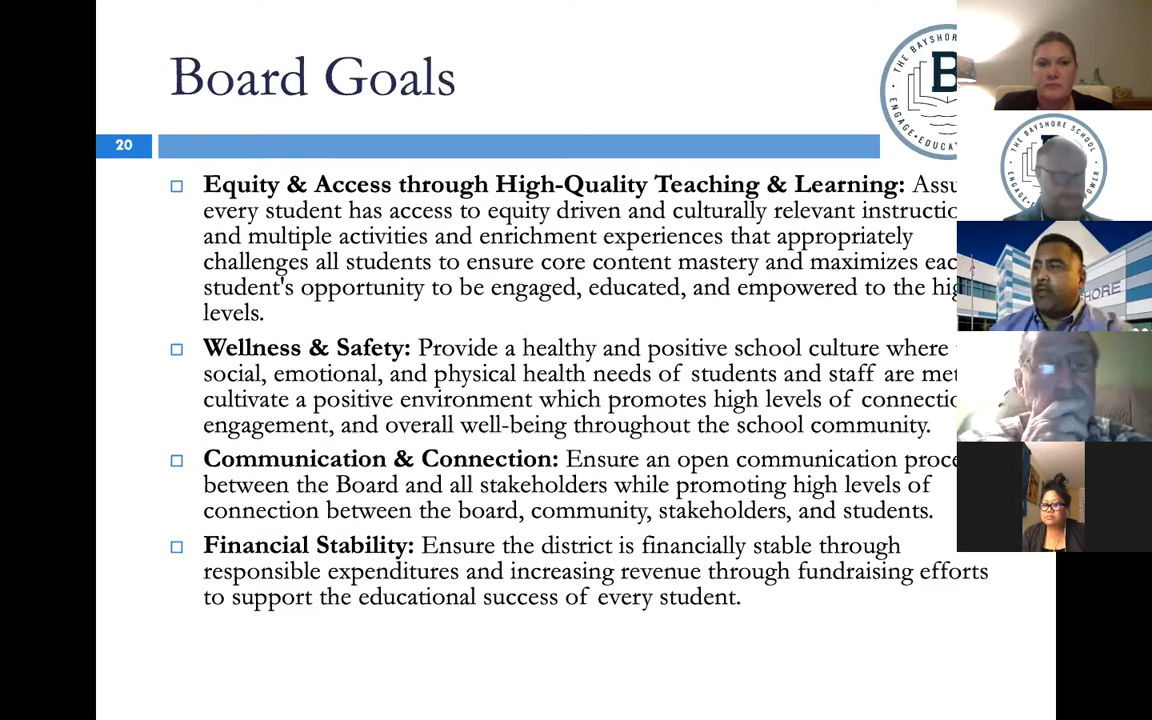 Board Goals
THE BAYSHORE
B
ENGAGE
20
THE BAYSHORE SCHOOL
Equity & Access through High-Quality Teaching & Learning:
every student has access to equity driven and culturally relevant
and multiple activities and enrichment experiences that appropriately
challenges all students to ensure core content mastery and maximizes
student's opportunity to be engaged, educated, and empowered to the
levels.
Wellness & Safety: Provide a healthy and positive school culture where
social, emotional, and physical health needs of students and staff are
cultivate a positive environment which promotes high levels of
engagement, and overall well-being throughout the school community.
Communication & Connection: Ensure an open communication
between the Board and all stakeholders while promoting high levels of
connection between the board, community, stakeholders, and students.
Financial Stability: Ensure the district is financially stable through
responsible expenditures and increasing revenue through fundraising efforts
to support the educational success of every student.